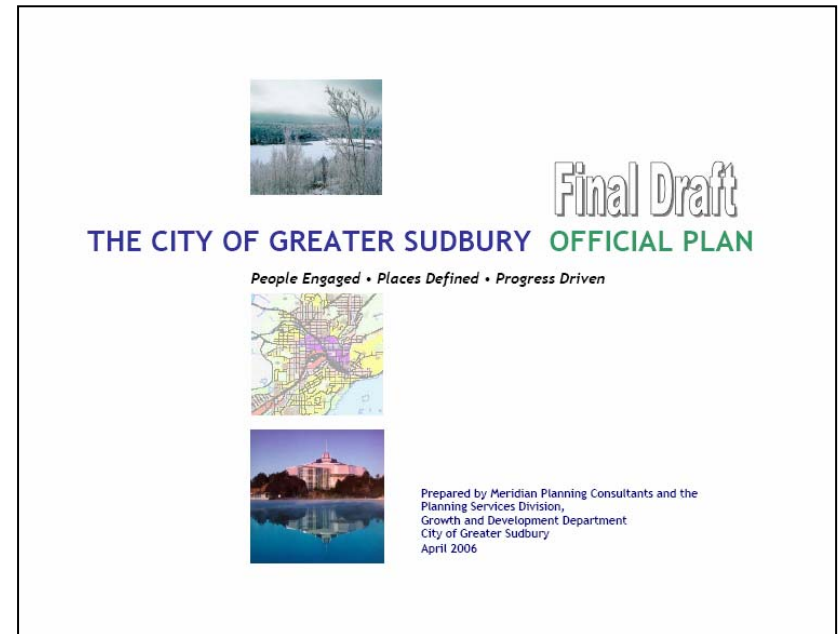 Final Draft
THE CITY OF GREATER SUDBURY OFFICIAL PLAN
People Engaged • Places Defined • Progress Driven
Prepared by Meridian Planning Consultants and the
Planning Services Division,
Growth and Development Department
City of Greater Sudbury
April 2006